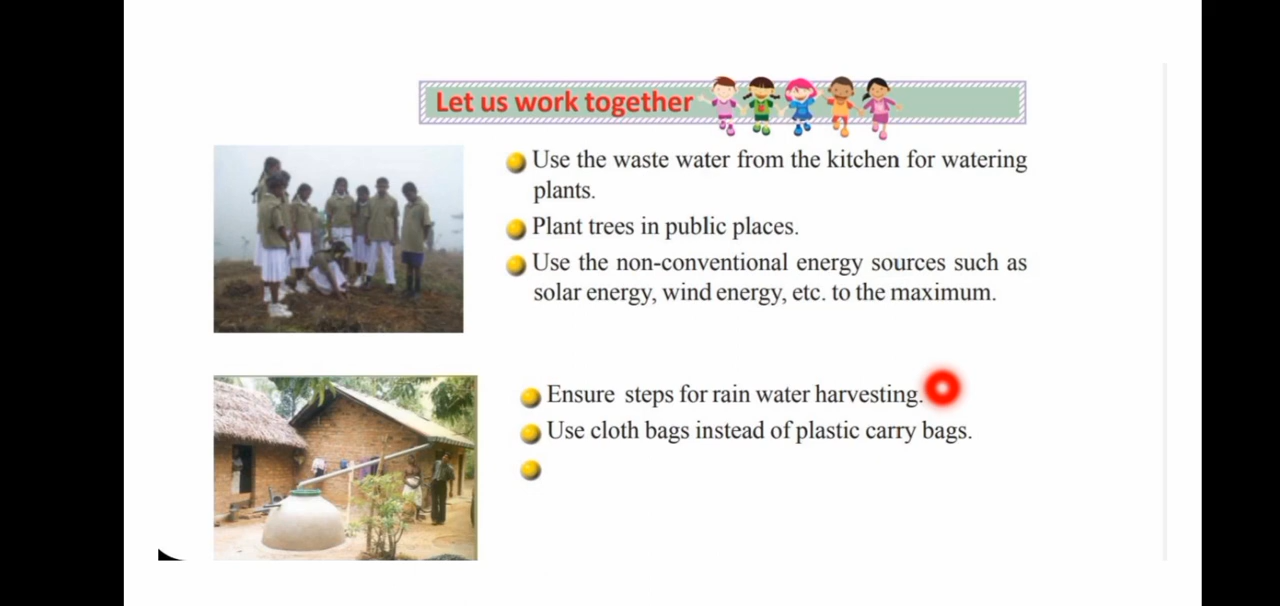 Let us work together
Use the waste water from the kitchen for watering
plants.
Plant trees in public places.
Use the non-conventional energy sources such as
solar energy, wind energy, etc. to the maximum.
Ensure steps for rain water harvesting.
Use cloth bags instead of plastic carry bags.